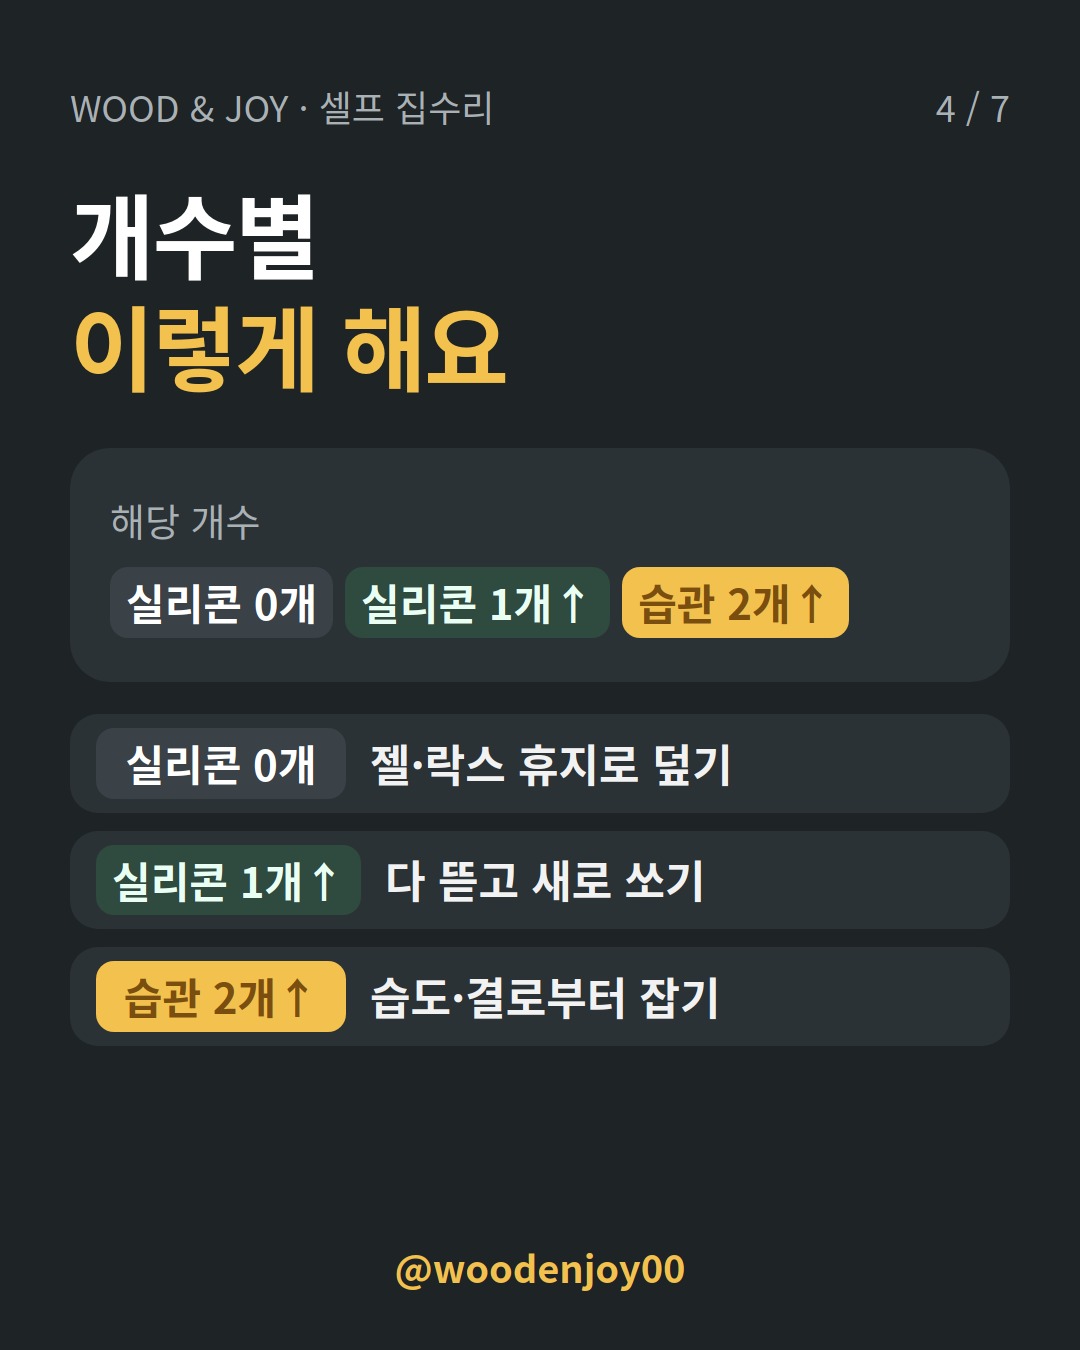 WOOD & JOY · 셀프 집수리
4 / 7
개수별
이렇게 해요
해당 개수
실리콘 0개 실리콘 1개↑ 습관 2개↑
실리콘 0개 젤·락스 휴지로 덮기
실리콘 1개↑ 다 뜯고 새로 쏘기
습관 2개↑ 습도·결로부터 잡기
@woodenjoy00